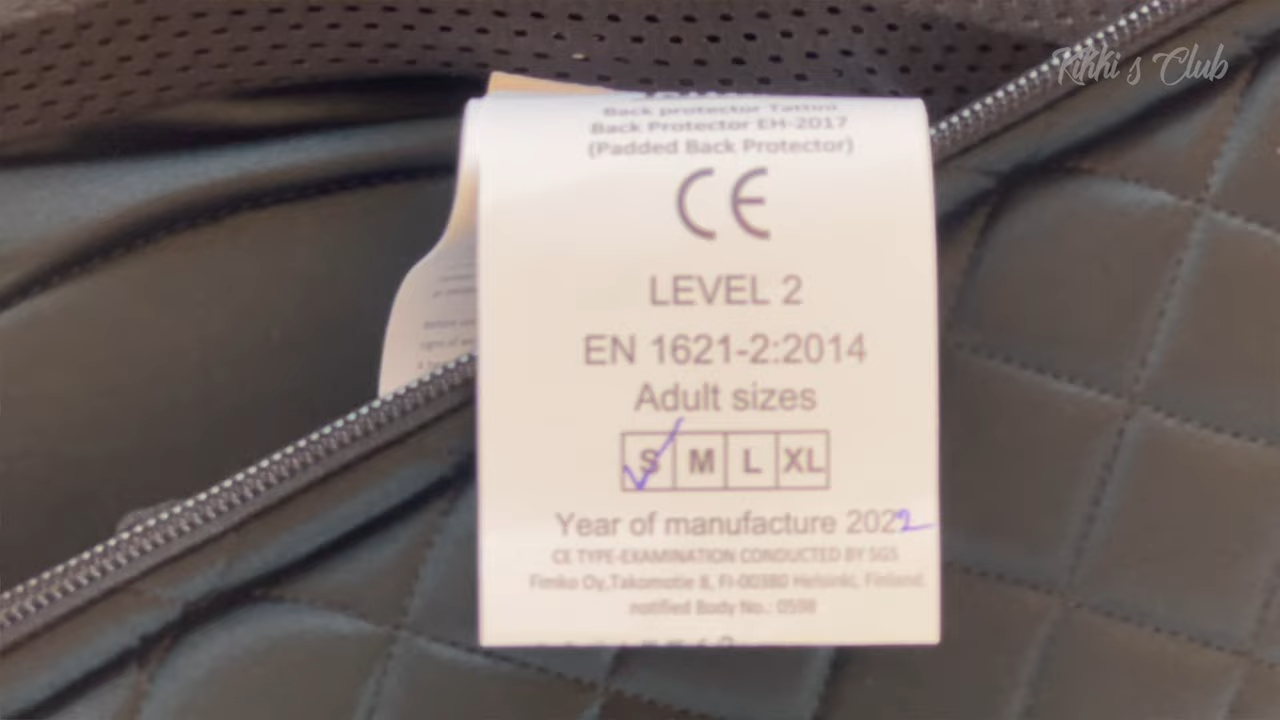 Rikki's Club
Back protector Tattini
Back Protector EH-2017
(Padded Back Protector)
CE
LEVEL 2
EN 1621-2:2014
Adult sizes
S M L XL
Year of manufacture 2022
CE TYPE-EXAMINATION CONDUCTED BY SGS
Fimko Oy,Takomotie 8, FI-00380 Helsinki, Finland.
notified Body No.: 0598